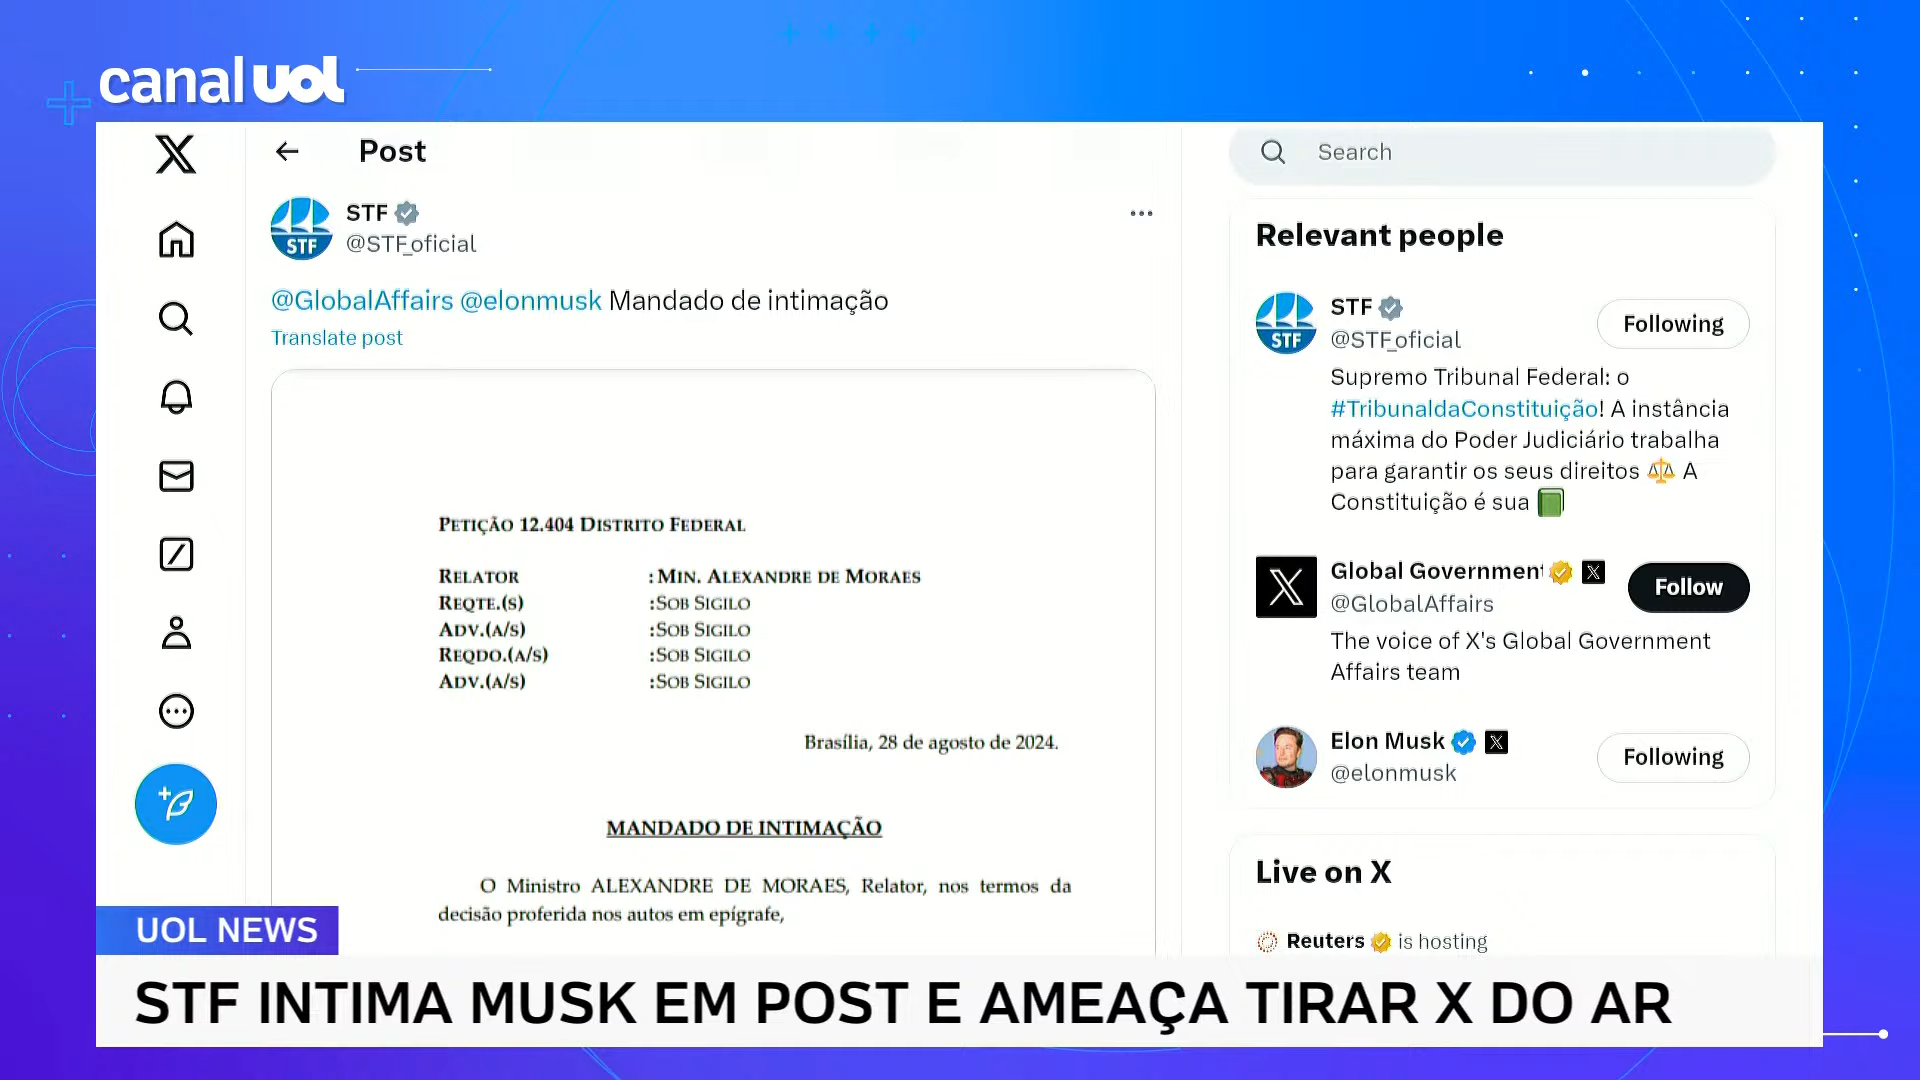 canal uol
Post
Search
STF
@STF_oficial
@GlobalAffairs @elonmusk Mandado de intimação
Translate post
STF
PETIÇÃO 12.404 DISTRITO FEDERAL
RELATOR : MIN. ALEXANDRE DE MORAES
REQTE.(S) : SOB SIGILO
ADV.(A/S) : SOB SIGILO
REQDO.(A/S) : SOB SIGILO
ADV.(A/S) : SOB SIGILO
Brasília, 28 de agosto de 2024.
MANDADO DE INTIMAÇÃO
O Ministro ALEXANDRE DE MORAES, Relator, nos termos da
decisão proferida nos autos em epígrafe,
Relevant people
STF
STF
@STF_oficial
Following
Supremo Tribunal Federal: o
#TribunaldaConstituição! A instância
máxima do Poder Judiciário trabalha
para garantir os seus direitos ⚖️ A
Constituição é sua 📗
Global Government
@GlobalAffairs
Follow
The voice of X's Global Government
Affairs team
Elon Musk
@elonmusk
Following
Live on X
Reuters is hosting
UOL NEWS
STF INTIMA MUSK EM POST E AMEAÇA TIRAR X DO AR